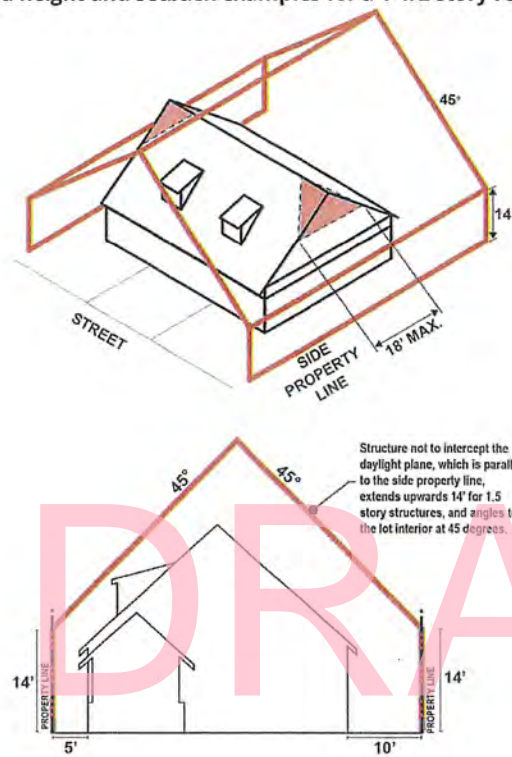 height and setback examples for a 1 1/2 story
45°
14'
STREET
SIDE
PROPERTY
LINE
18' MAX.
45°
45°
Structure not to intercept the
daylight plane, which is
to the side property line,
extends upwards 14' for 1.5
story structures, and angles
the lot interior at 45 degrees.
DRA
14'
PROPERTY LINE
PROPERTY LINE
14'
5'
10'